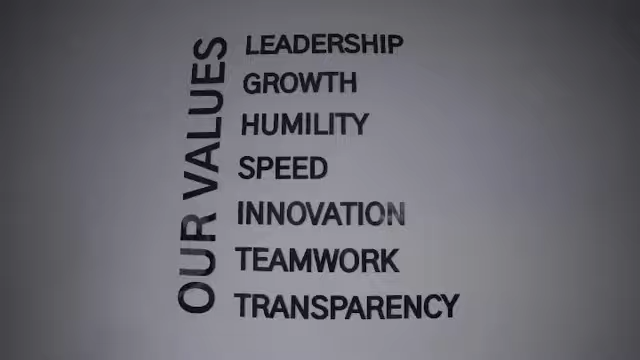 OUR VALUES
LEADERSHIP
GROWTH
HUMILITY
SPEED
INNOVATION
TEAMWORK
TRANSPARENCY